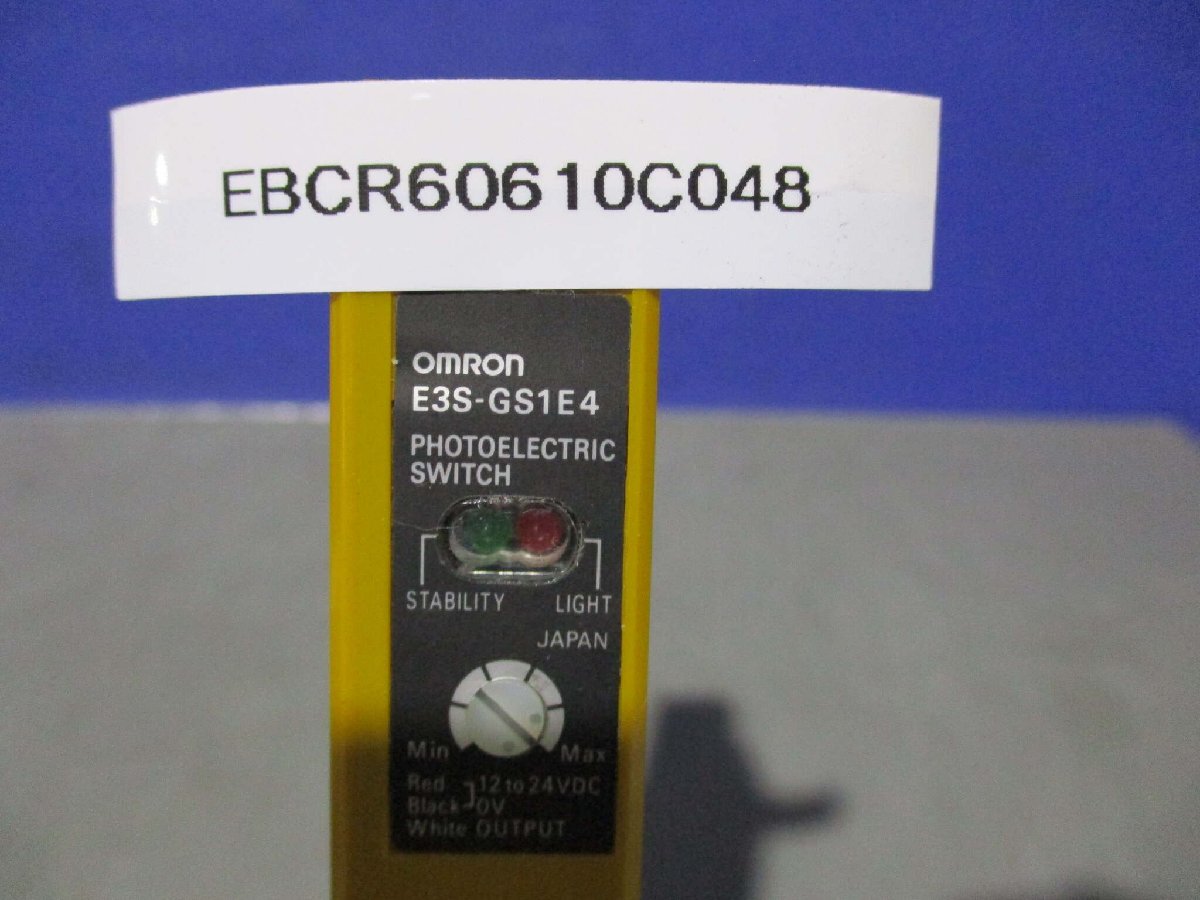 EBCR60610C048
OMRON
E3S-GS1E4
PHOTOELECTRIC
SWITCH
STABILITY LIGHT
JAPAN
Min Max
Red 12 to 24VDC
Black 0V
White OUTPUT